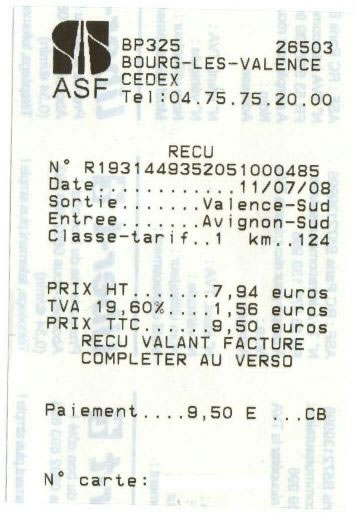 BP325 26503
BOURG-LES-VALENCE
CEDEX
ASF Tel:04.75.75.20.00
RECU
N° R19314493520510​00485
Date............11/07/08
Sortie.......Valence-Sud
Entree.......Avignon-Sud
Classe-tarif..1 km..124
PRIX HT.......7,94 euros
TVA 19,60%....1,56 euros
PRIX TTC......9,50 euros
RECU VALANT FACTURE
COMPLETER AU VERSO
Paiement....9,50 E ...CB
N° carte: